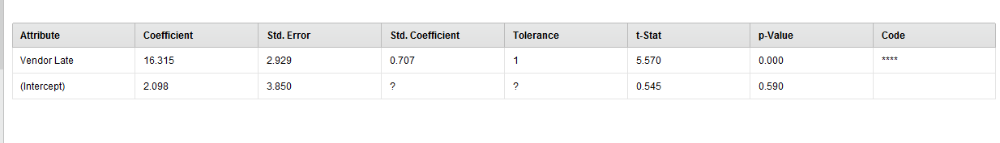 Attribute Coefficient Std. Error Std. Coefficient Tolerance t-Stat p-Value Code
Vendor Late 16.315 2.929 0.707 1 5.570 0.000 ****
(Intercept) 2.098 3.850 ? ? 0.545 0.590